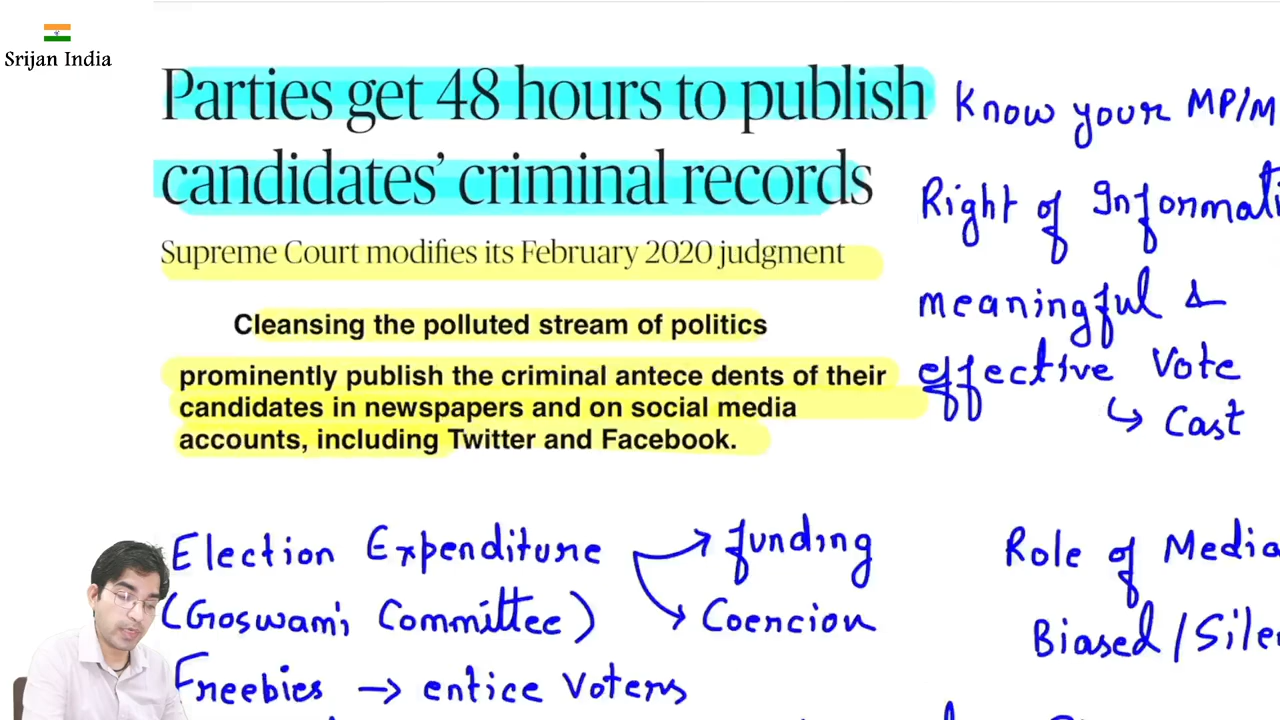 Srijan India
Parties get 48 hours to publish
candidates’ criminal records
Supreme Court modifies its February 2020 judgment
Cleansing the polluted stream of politics
prominently publish the criminal antece dents of their
candidates in newspapers and on social media
accounts, including Twitter and Facebook.
Know your MP/M
Right of Informati
meaningful &
effective Vote
↳ Cast
Election Expenditure → funding
(Goswami Committee) → Coercion
Freebies → entice Voters
Role of Media
Biased/Sile